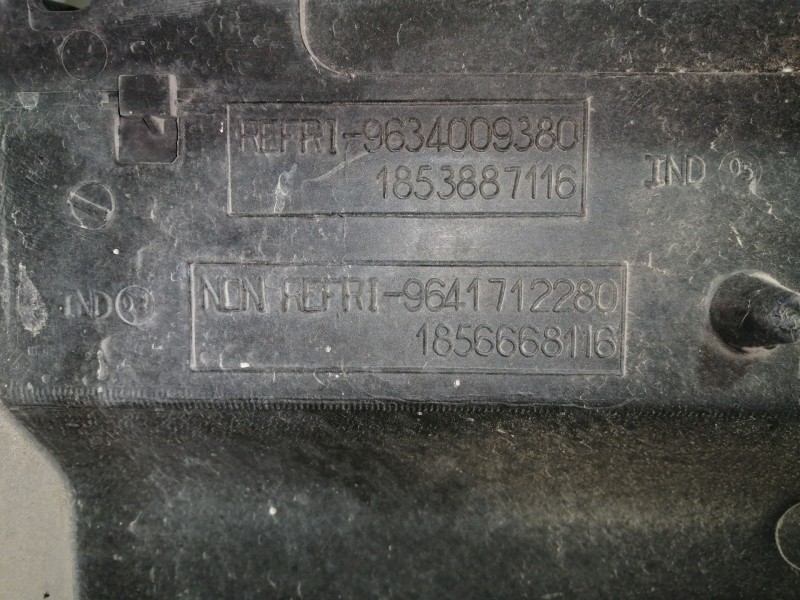 REFRI-9634009380
1853887116
IND
NON REFRI-9641712280
1856668116
IND